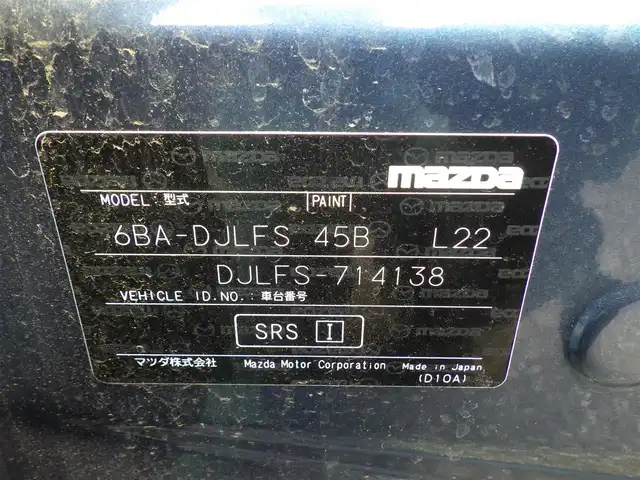 mazda
MODEL : 型式 PAINT
6BA-DJLFS 45B L22
DJLFS-714138
VEHICLE ID.NO. : 車台番号
SRS I
マツダ株式会社 Mazda Motor Corporation Made in Japan
(D10A)